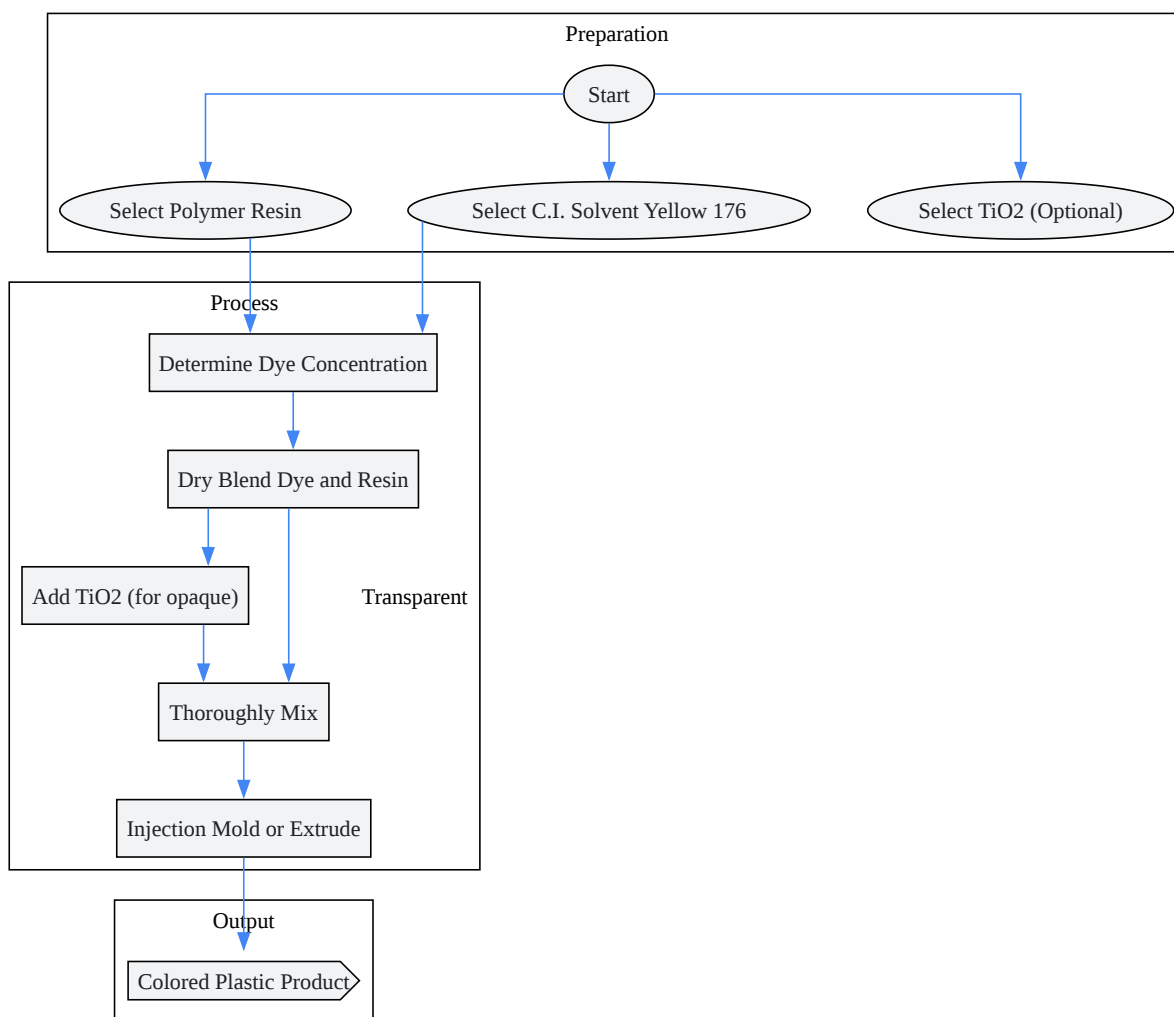 Preparation
Start
Select Polymer Resin
Select C.I. Solvent Yellow 176
Select TiO2 (Optional)
Process
Determine Dye Concentration
Dry Blend Dye and Resin
Add TiO2 (for opaque)
Transparent
Thoroughly Mix
Injection Mold or Extrude
Output
Colored Plastic Product